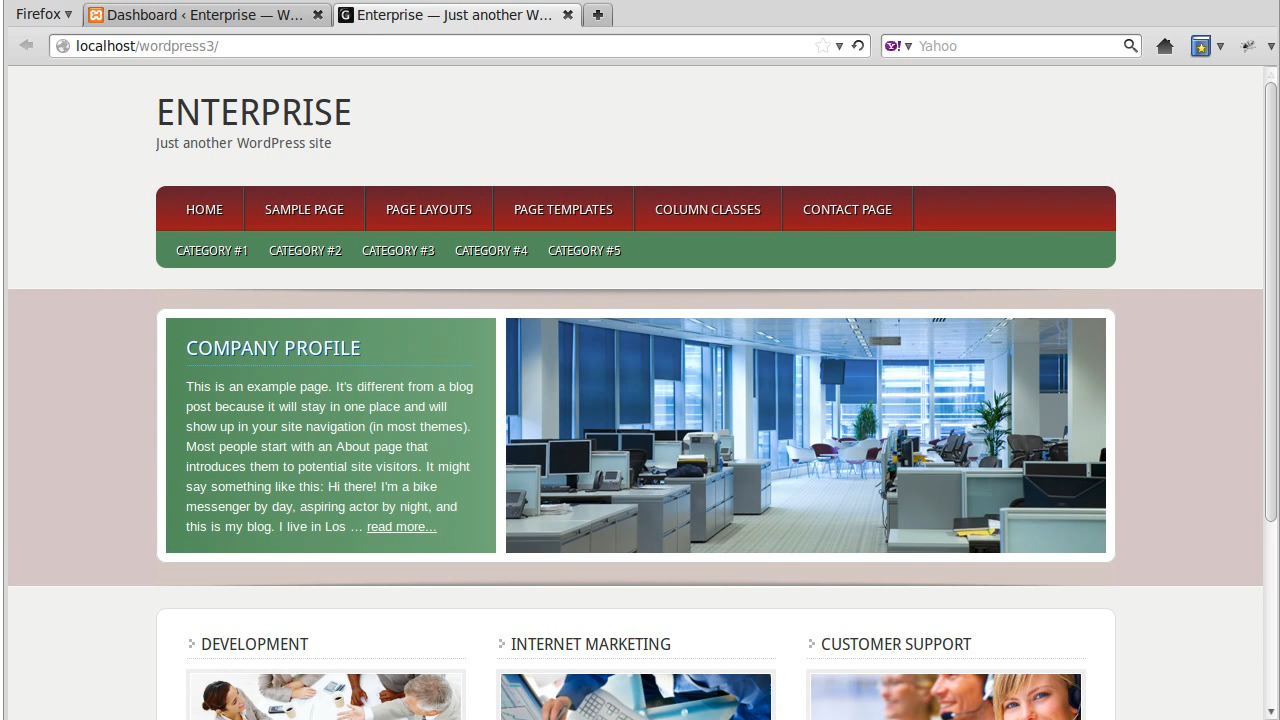 Firefox
Dashboard ‹ Enterprise — W...
Enterprise — Just another W...
localhost/wordpress3/
Yahoo
ENTERPRISE
Just another WordPress site
HOME
SAMPLE PAGE
PAGE LAYOUTS
PAGE TEMPLATES
COLUMN CLASSES
CONTACT PAGE
CATEGORY #1
CATEGORY #2
CATEGORY #3
CATEGORY #4
CATEGORY #5
COMPANY PROFILE
This is an example page. It's different from a blog
post because it will stay in one place and will
show up in your site navigation (in most themes).
Most people start with an About page that
introduces them to potential site visitors. It might
say something like this: Hi there! I'm a bike
messenger by day, aspiring actor by night, and
this is my blog. I live in Los … read more...
DEVELOPMENT
INTERNET MARKETING
CUSTOMER SUPPORT